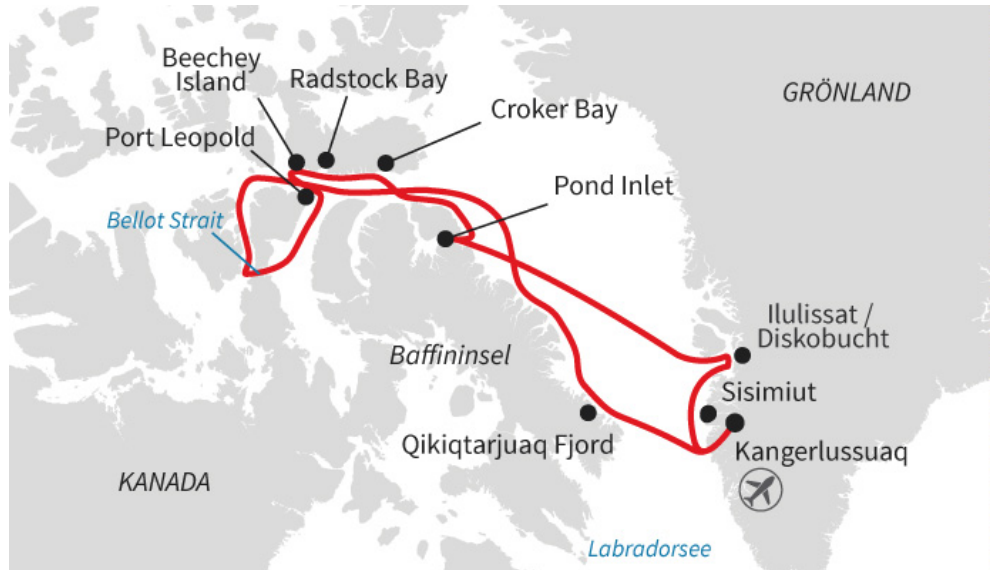 Beechey
Island
Radstock Bay
GRÖNLAND
Croker Bay
Port Leopold
Pond Inlet
Bellot Strait
Ilulissat /
Diskobucht
Baffininsel
Sisimiut
Qikiqtarjuaq Fjord
Kangerlussuaq
KANADA
Labradorsee